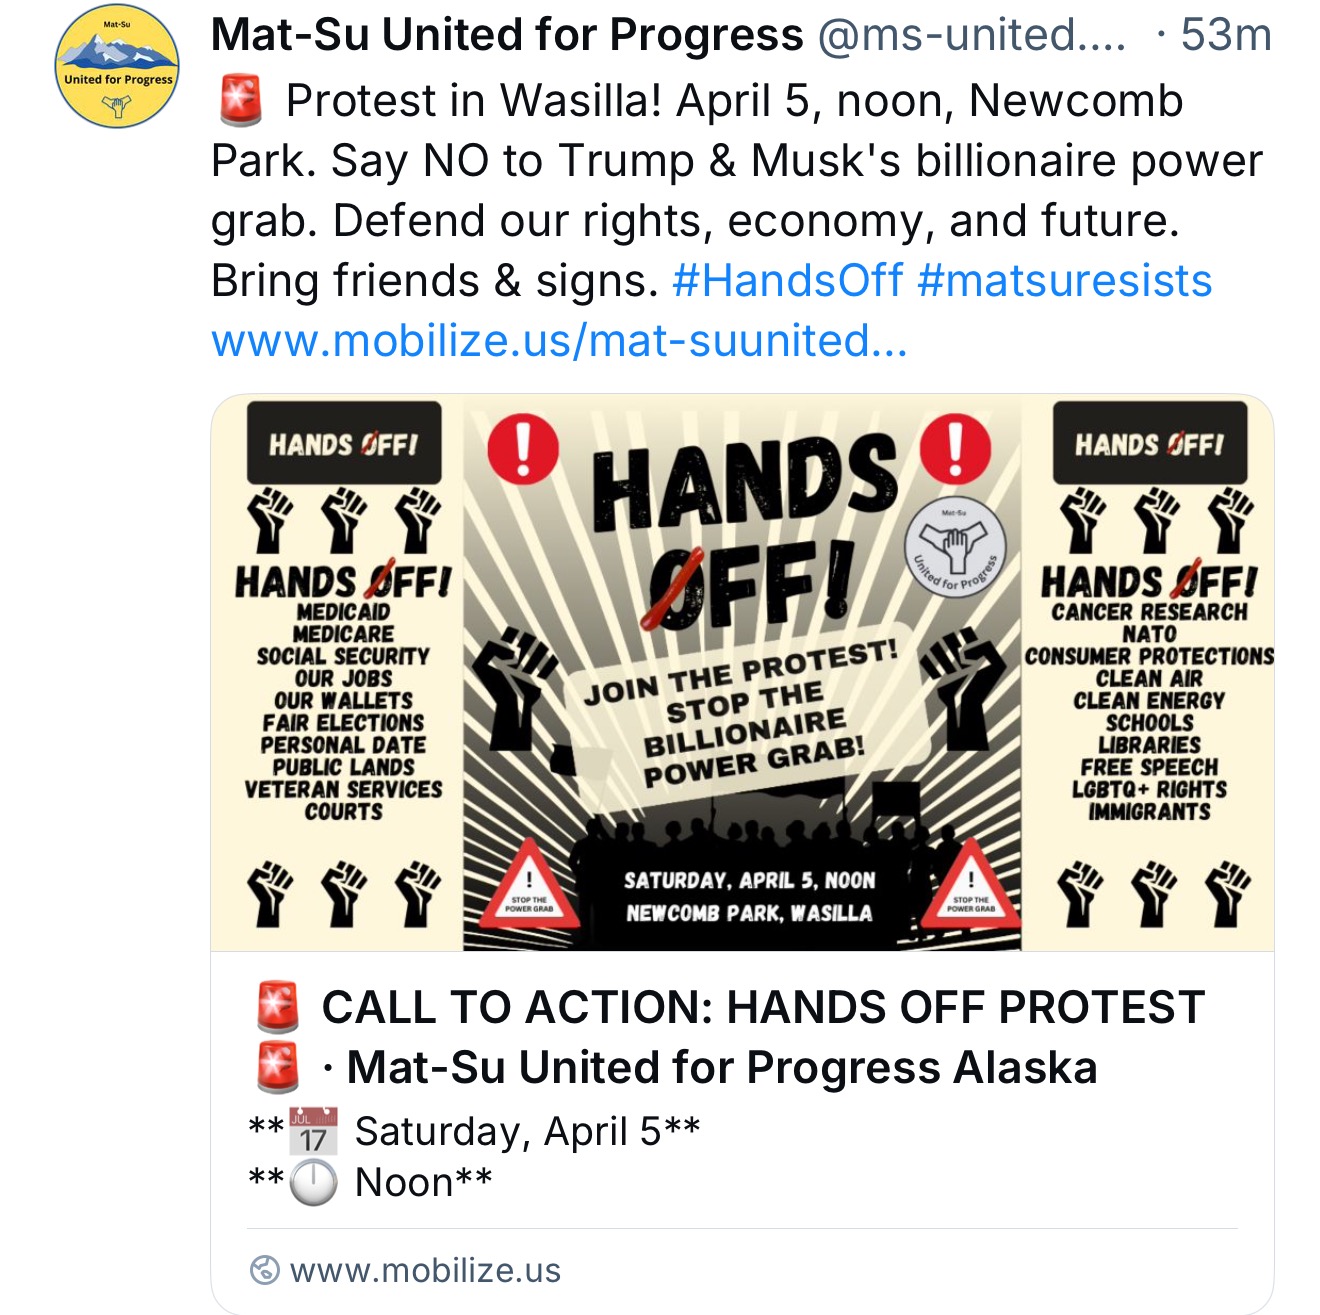 Mat-Su
United for Progress
Mat-Su United for Progress @ms-united.... · 53m
🚨 Protest in Wasilla! April 5, noon, Newcomb
Park. Say NO to Trump & Musk's billionaire power
grab. Defend our rights, economy, and future.
Bring friends & signs. #HandsOff #matsuresists
www.mobilize.us/mat-suunited...
HANDS OFF!
HANDS OFF!
MEDICAID
MEDICARE
SOCIAL SECURITY
OUR JOBS
OUR WALLETS
FAIR ELECTIONS
PERSONAL DATE
PUBLIC LANDS
VETERAN SERVICES
COURTS
HANDS
OFF!
Mat-Su
United for Progress
JOIN THE PROTEST!
STOP THE
BILLIONAIRE
POWER GRAB!
!
STOP THE
POWER GRAB
SATURDAY, APRIL 5, NOON
NEWCOMB PARK, WASILLA
!
STOP THE
POWER GRAB
HANDS OFF!
HANDS OFF!
CANCER RESEARCH
NATO
CONSUMER PROTECTIONS
CLEAN AIR
CLEAN ENERGY
SCHOOLS
LIBRARIES
FREE SPEECH
LGBTQ+ RIGHTS
IMMIGRANTS
🚨 CALL TO ACTION: HANDS OFF PROTEST
🚨 · Mat-Su United for Progress Alaska
**📅 Saturday, April 5**
**🕛 Noon**
www.mobilize.us